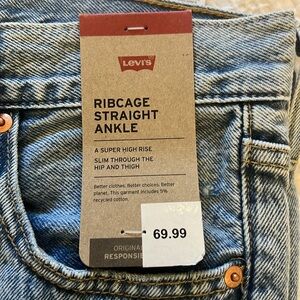 Levi's
RIBCAGE
STRAIGHT
ANKLE
A SUPER HIGH RISE
SLIM THROUGH THE
HIP AND THIGH
Better clothes. Better choices. Better
planet. This garment includes 5%
recycled cotton.
69.99
ORIGINA
RESPONSIB